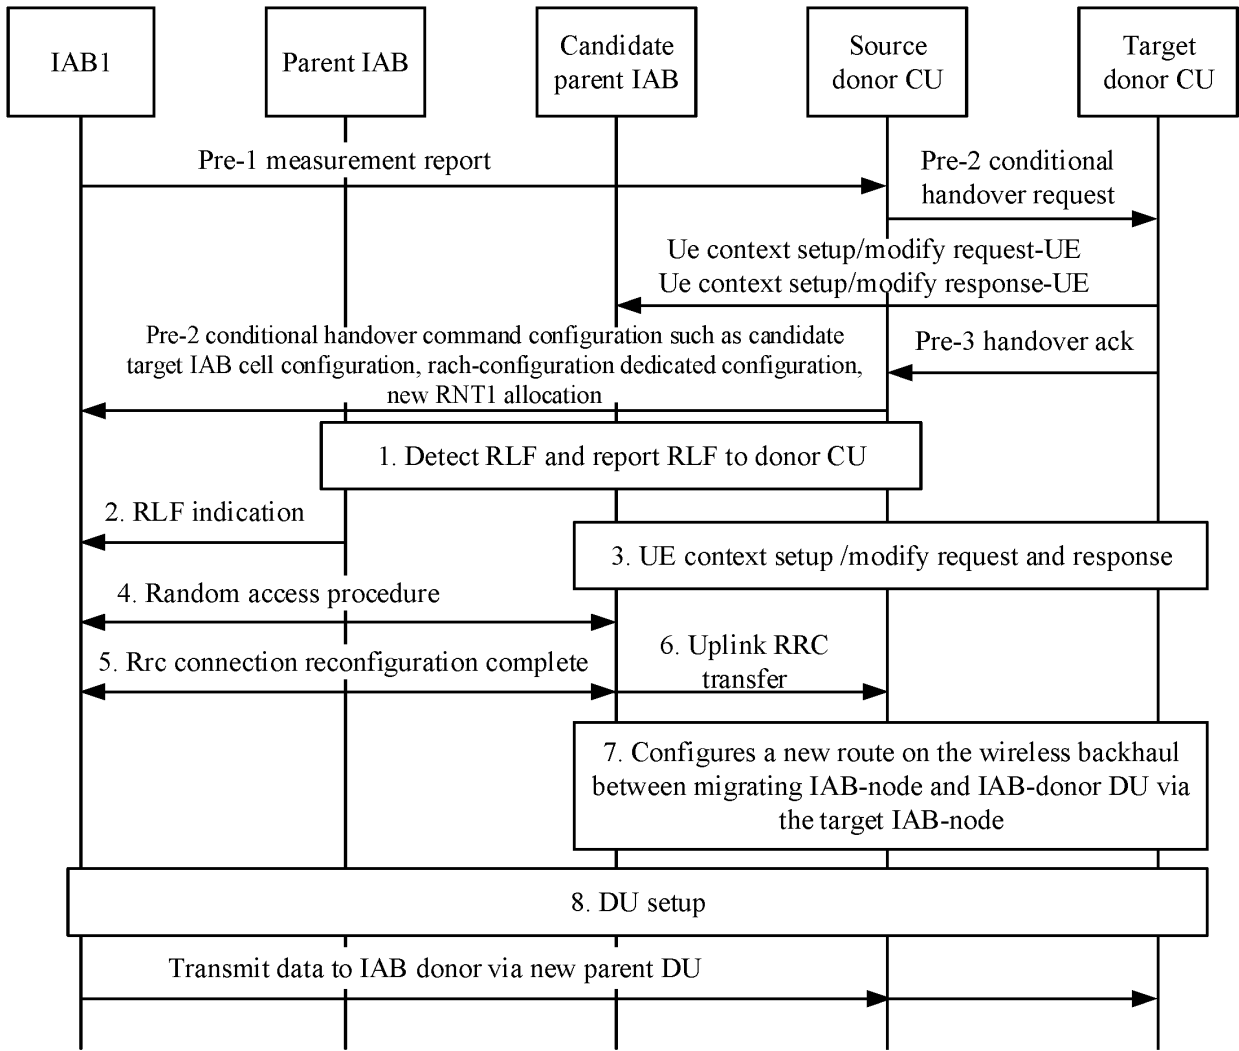 IAB1
Parent IAB
Candidate
parent IAB
Source
donor CU
Target
donor CU
Pre-1 measurement report
Pre-2 conditional
handover request
Ue context setup/modify request-UE
Ue context setup/modify response-UE
Pre-2 conditional handover command configuration such as candidate
target IAB cell configuration, rach-configuration dedicated configuration,
new RNT1 allocation
Pre-3 handover ack
1. Detect RLF and report RLF to donor CU
2. RLF indication
3. UE context setup /modify request and response
4. Random access procedure
5. Rrc connection reconfiguration complete
6. Uplink RRC
transfer
7. Configures a new route on the wireless backhaul
between migrating IAB-node and IAB-donor DU via
the target IAB-node
8. DU setup
Transmit data to IAB donor via new parent DU